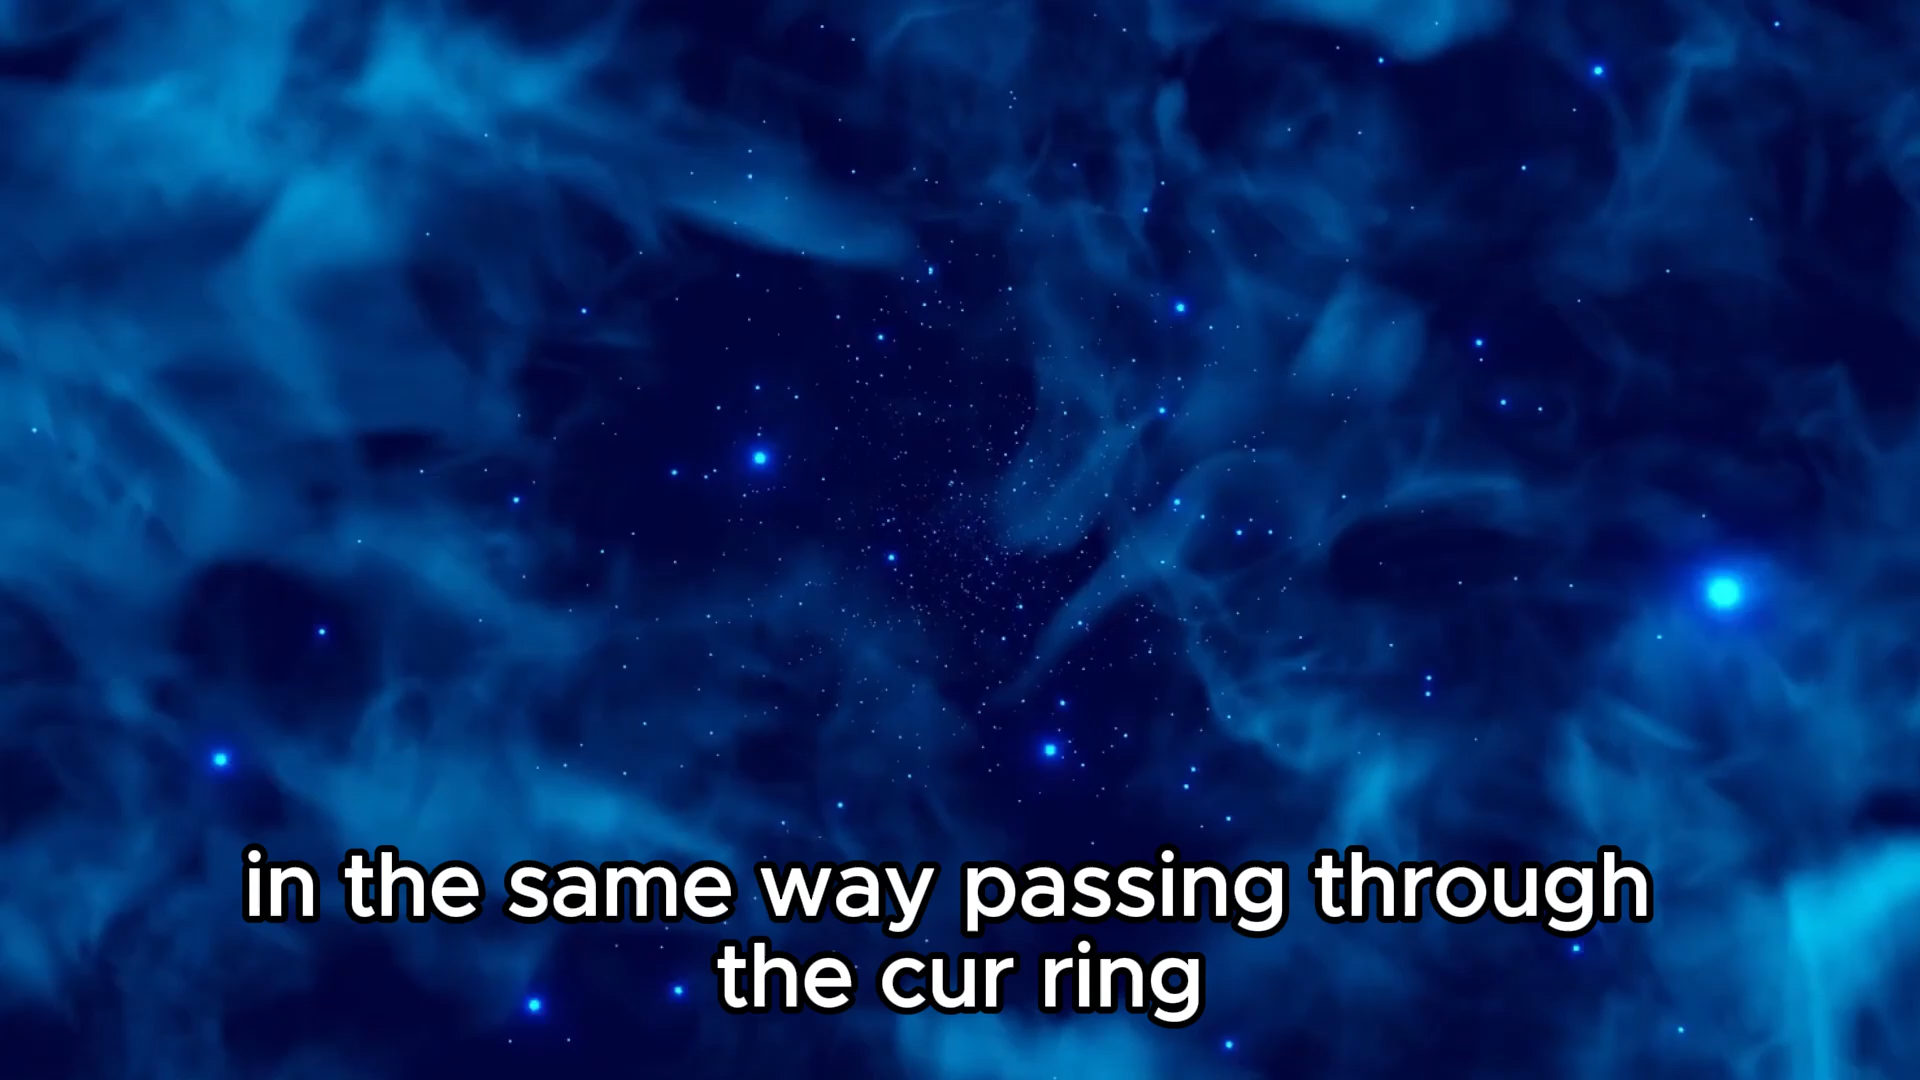 in the same way passing through
the cur ring